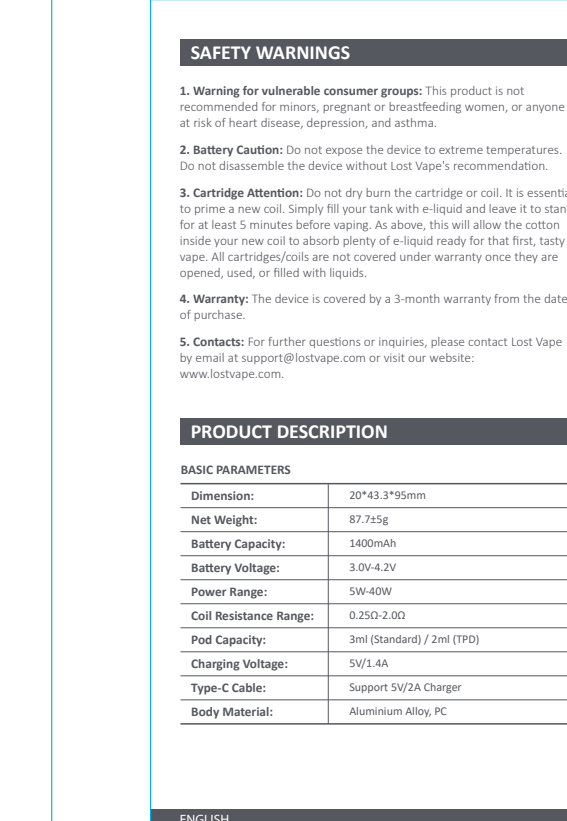 SAFETY WARNINGS
1. Warning for vulnerable consumer groups: This product is not
recommended for minors, pregnant or breastfeeding women, or anyone
at risk of heart disease, depression, and asthma.
2. Battery Caution: Do not expose the device to extreme temperatures.
Do not disassemble the device without Lost Vape's recommendation.
3. Cartridge Attention: Do not dry burn the cartridge or coil. It is essentia
to prime a new coil. Simply fill your tank with e-liquid and leave it to stan
for at least 5 minutes before vaping. As above, this will allow the cotton
inside your new coil to absorb plenty of e-liquid ready for that first, tasty
vape. All cartridges/coils are not covered under warranty once they are
opened, used, or filled with liquids.
4. Warranty: The device is covered by a 3-month warranty from the date
of purchase.
5. Contacts: For further questions or inquiries, please contact Lost Vape
by email at support@lostvape.com or visit our website:
www.lostvape.com.
PRODUCT DESCRIPTION
BASIC PARAMETERS
Dimension: 20*43.3*95mm
Net Weight: 87.7±5g
Battery Capacity: 1400mAh
Battery Voltage: 3.0V-4.2V
Power Range: 5W-40W
Coil Resistance Range: 0.25Ω-2.0Ω
Pod Capacity: 3ml (Standard) / 2ml (TPD)
Charging Voltage: 5V/1.4A
Type-C Cable: Support 5V/2A Charger
Body Material: Aluminium Alloy, PC
ENGLISH